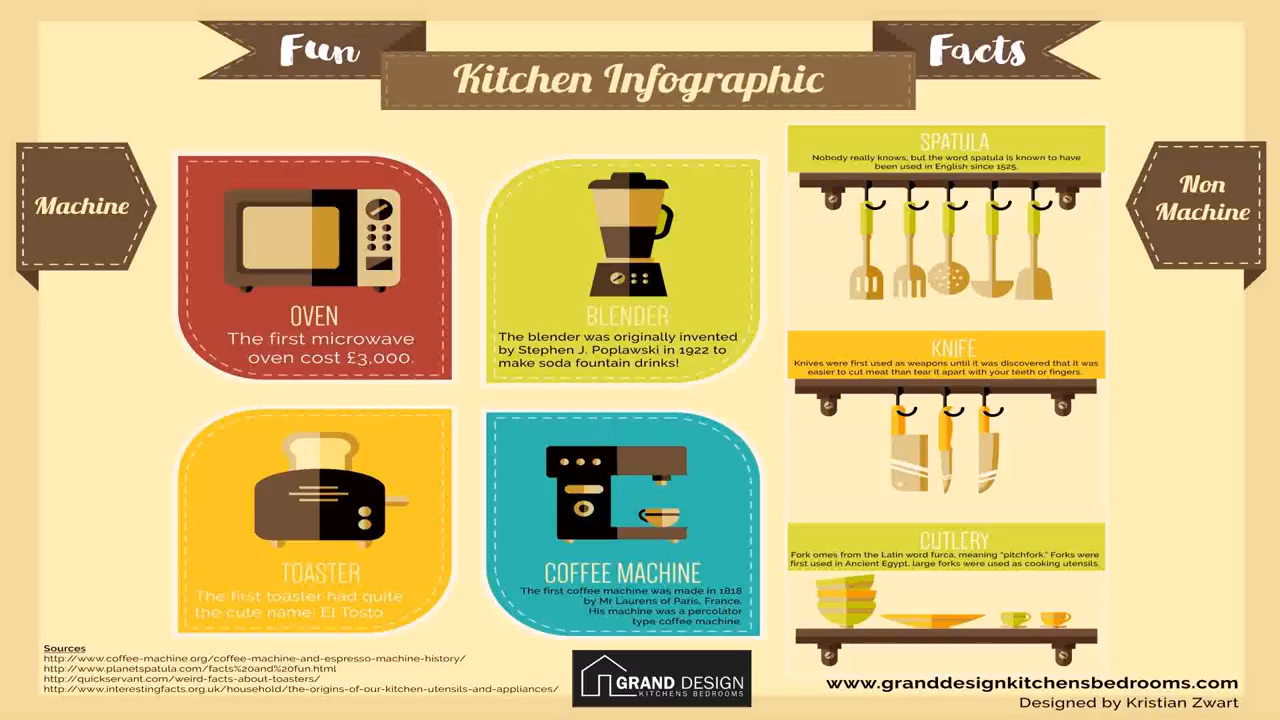 Fun
Facts
Kitchen Infographic
Machine
Non
Machine
OVEN
The first microwave
oven cost £3,000.
BLENDER
The blender was originally invented
by Stephen J. Poplawski in 1922 to
make soda fountain drinks!
TOASTER
The first toaster had quite
the cute name: El Tosto
COFFEE MACHINE
The first coffee machine was made in 1818
by Mr Laurens of Paris, France.
His machine was a percolator
type coffee machine.
SPATULA
Nobody really knows, but the word spatula is known to have
been used in English since 1525.
KNIFE
Knives were first used as weapons until it was discovered that it was
easier to cut meat than tear it apart with your teeth or fingers.
CUTLERY
Fork omes from the Latin word furca, meaning “pitchfork.” Forks were
first used in Ancient Egypt, large forks were used as cooking utensils.
Sources
http://www.coffee-machine.org/coffee-machine-and-espresso-machine-history/
http://www.planetspatula.com/facts%20and%20fun.html
http://quickservant.com/weird-facts-about-toasters/
http://www.interestingfacts.org.uk/household/the-origins-of-our-kitchen-utensils-and-appliances/
GRAND DESIGN
KITCHENS BEDROOMS
www.granddesignkitchensbedrooms.com
Designed by Kristian Zwart